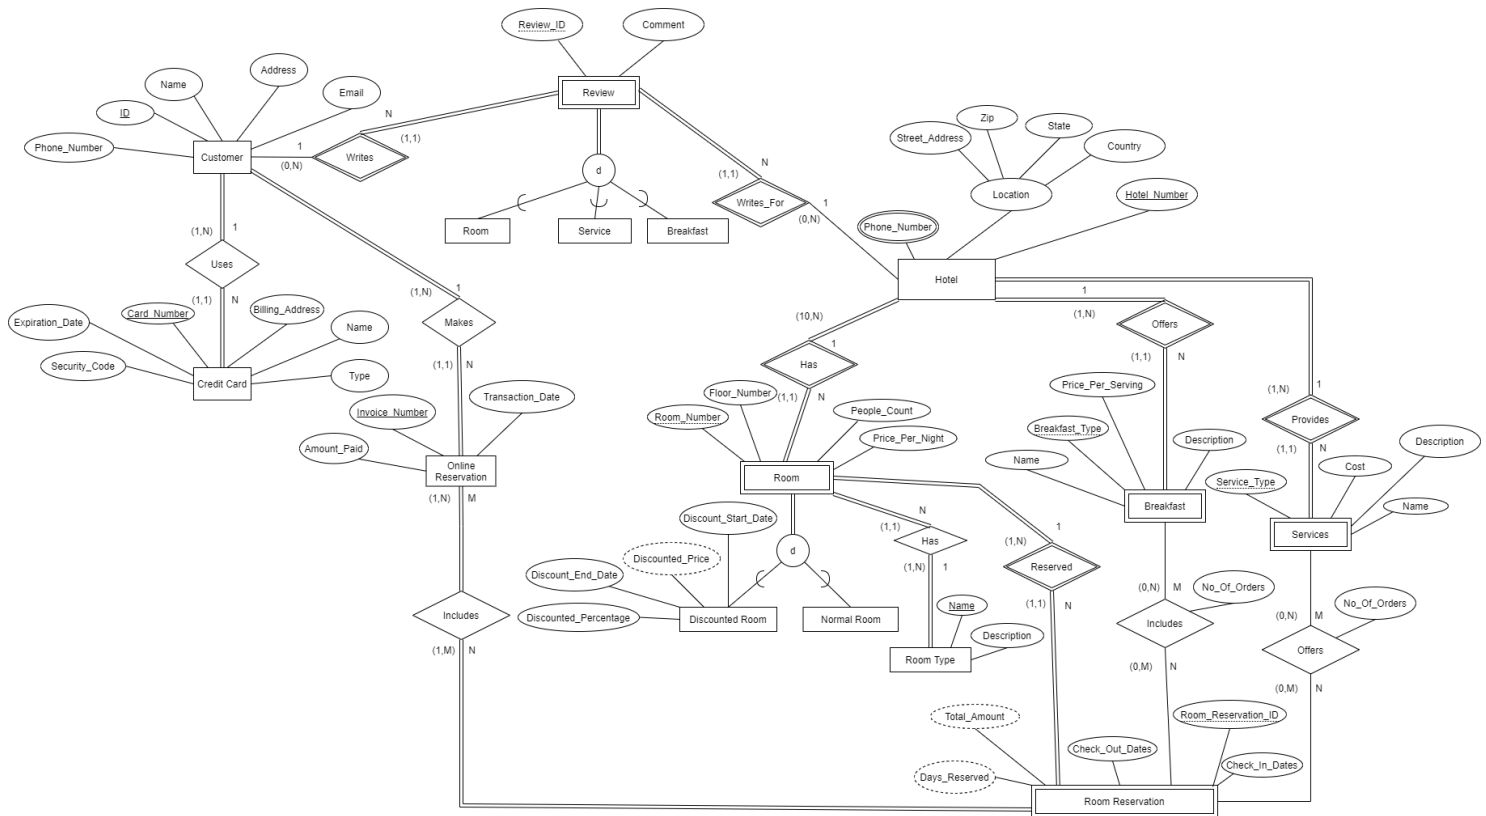 Review_ID
Comment
Review
Name
Address
Email
ID
Phone_Number
Customer
N
(1,1)
1
(0,N)
Writes
d
Room
Service
Breakfast
N
(1,1)
Writes_For
1
(0,N)
Street_Address
Zip
State
Country
Location
Hotel_Number
Phone_Number
Hotel
(1,N)
1
Uses
(1,1)
N
Expiration_Date
Card_Number
Billing_Address
Name
Security_Code
Type
Credit Card
(1,N)
1
Makes
(1,1)
N
Invoice_Number
Transaction_Date
Amount_Paid
Online
Reservation
(1,N)
M
Includes
(1,M)
N
(10,N)
1
Has
(1,1)
N
Floor_Number
Room_Number
People_Count
Price_Per_Night
Room
1
(1,N)
Offers
(1,1)
N
Price_Per_Serving
Breakfast_Type
Description
Name
Breakfast
(1,N)
1
Provides
(1,1)
N
Service_Type
Cost
Description
Name
Services
Discount_Start_Date
Discounted_Price
Discount_End_Date
Discounted_Percentage
d
Discounted Room
Normal Room
N
(1,1)
Has
(1,N)
1
Name
Description
Room Type
1
(1,N)
Reserved
(1,1)
N
(0,N)
M
No_Of_Orders
Includes
(0,M)
N
(0,N)
M
No_Of_Orders
Offers
(0,M)
N
Total_Amount
Days_Reserved
Check_Out_Dates
Room_Reservation_ID
Check_In_Dates
Room Reservation